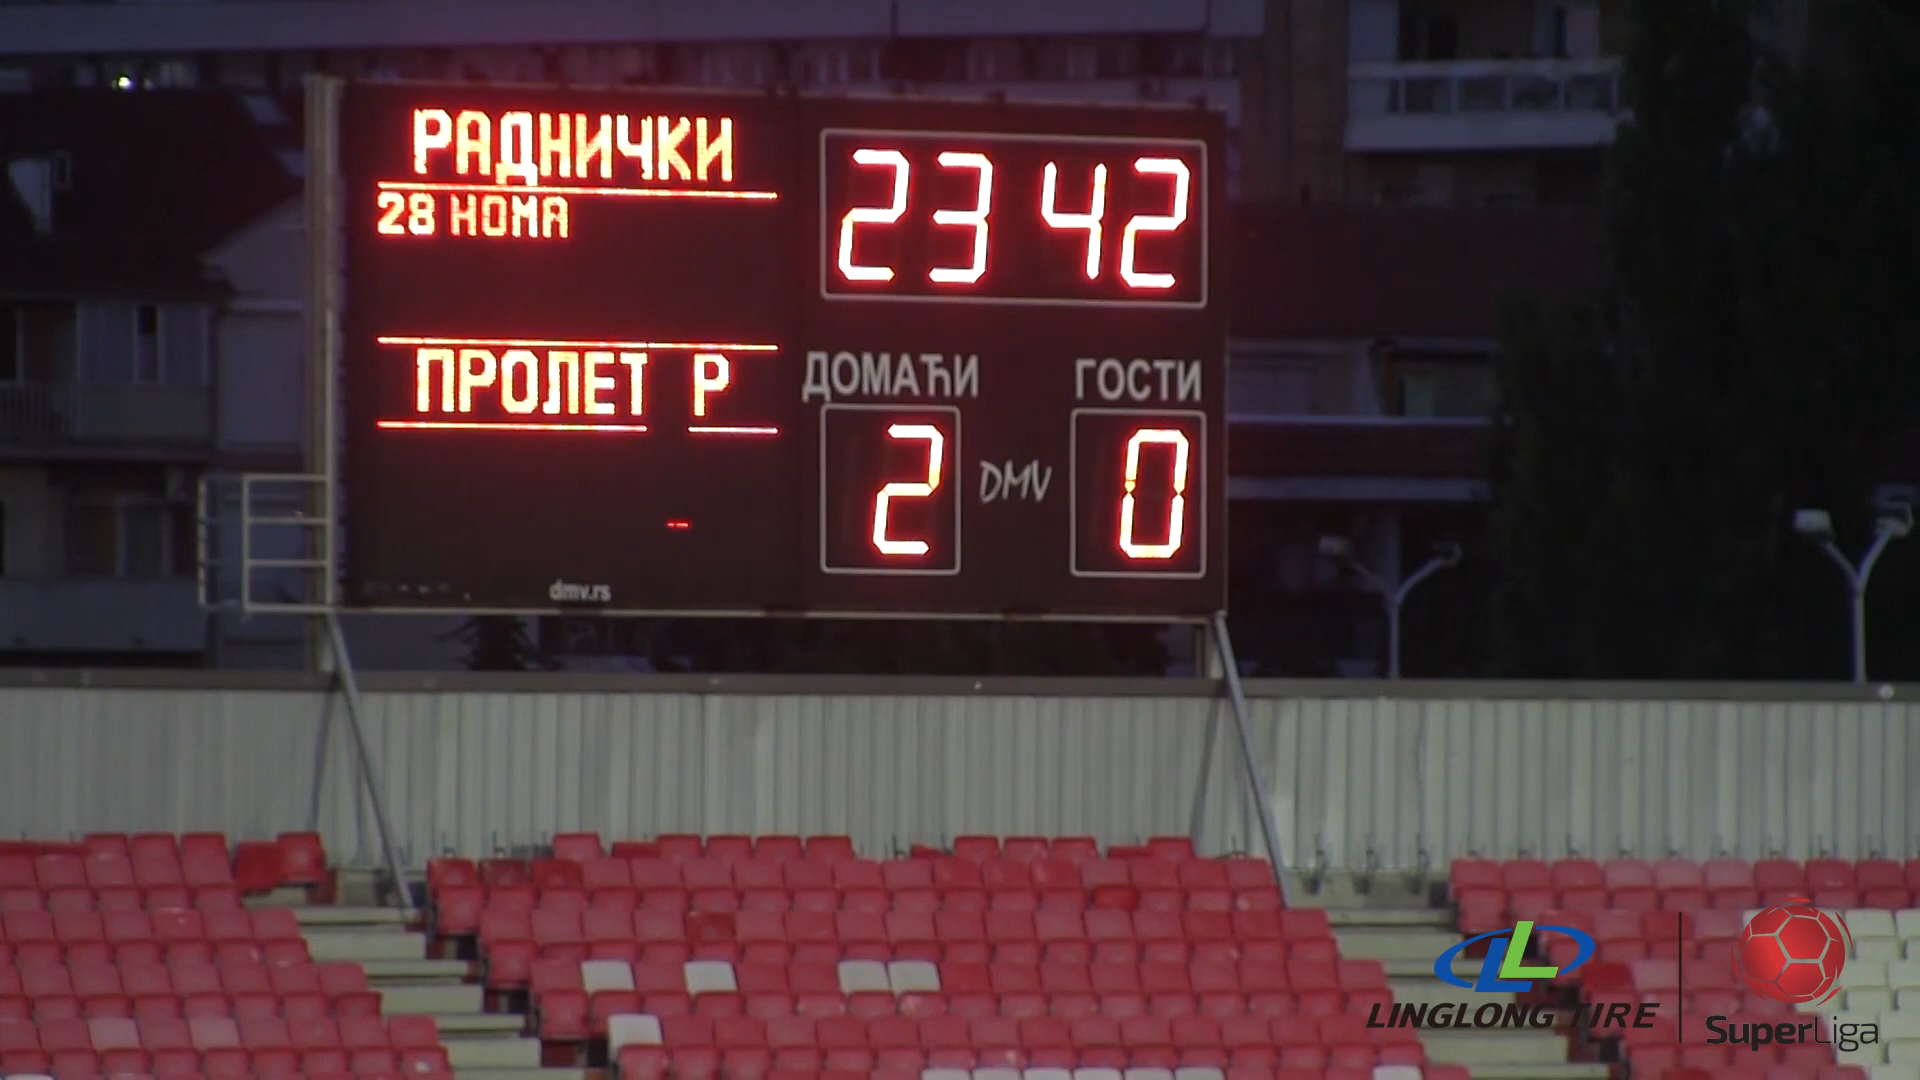 РАДНИЧКИ
28 НОМА
23 42
ПРОЛЕТ Р
ДОМАЋИ ГОСТИ
2 DMV 0
dmv.rs
LINGLONG TIRE
SuperLiga